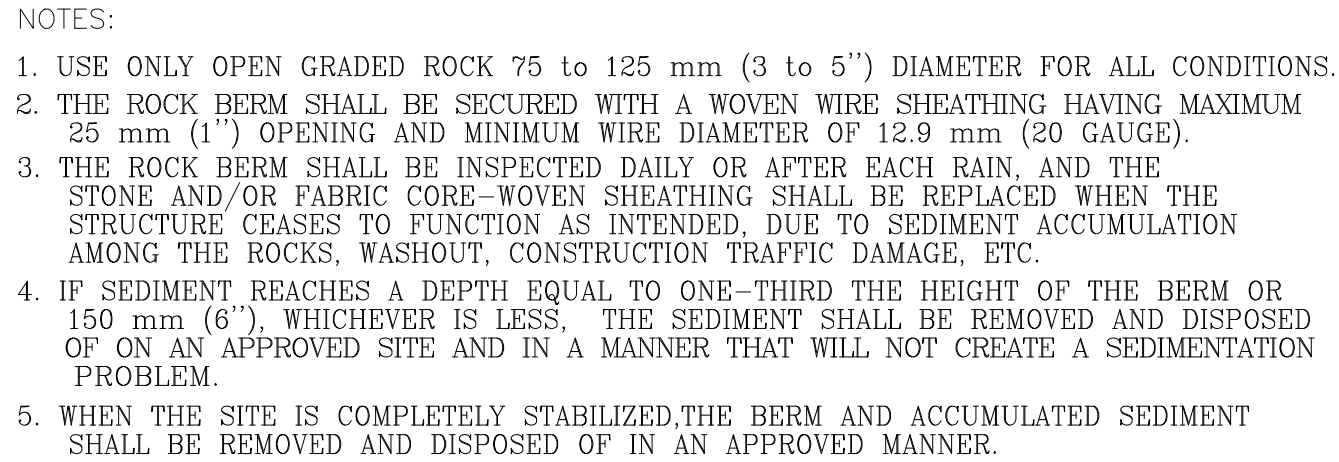 NOTES:
1. USE ONLY OPEN GRADED ROCK 75 to 125 mm (3 to 5'') DIAMETER FOR ALL CONDITIONS.
2. THE ROCK BERM SHALL BE SECURED WITH A WOVEN WIRE SHEATHING HAVING MAXIMUM
25 mm (1'') OPENING AND MINIMUM WIRE DIAMETER OF 12.9 mm (20 GAUGE).
3. THE ROCK BERM SHALL BE INSPECTED DAILY OR AFTER EACH RAIN, AND THE
STONE AND/OR FABRIC CORE-WOVEN SHEATHING SHALL BE REPLACED WHEN THE
STRUCTURE CEASES TO FUNCTION AS INTENDED, DUE TO SEDIMENT ACCUMULATION
AMONG THE ROCKS, WASHOUT, CONSTRUCTION TRAFFIC DAMAGE, ETC.
4. IF SEDIMENT REACHES A DEPTH EQUAL TO ONE-THIRD THE HEIGHT OF THE BERM OR
150 mm (6''), WHICHEVER IS LESS, THE SEDIMENT SHALL BE REMOVED AND DISPOSED
OF ON AN APPROVED SITE AND IN A MANNER THAT WILL NOT CREATE A SEDIMENTATION
PROBLEM.
5. WHEN THE SITE IS COMPLETELY STABILIZED,THE BERM AND ACCUMULATED SEDIMENT
SHALL BE REMOVED AND DISPOSED OF IN AN APPROVED MANNER.